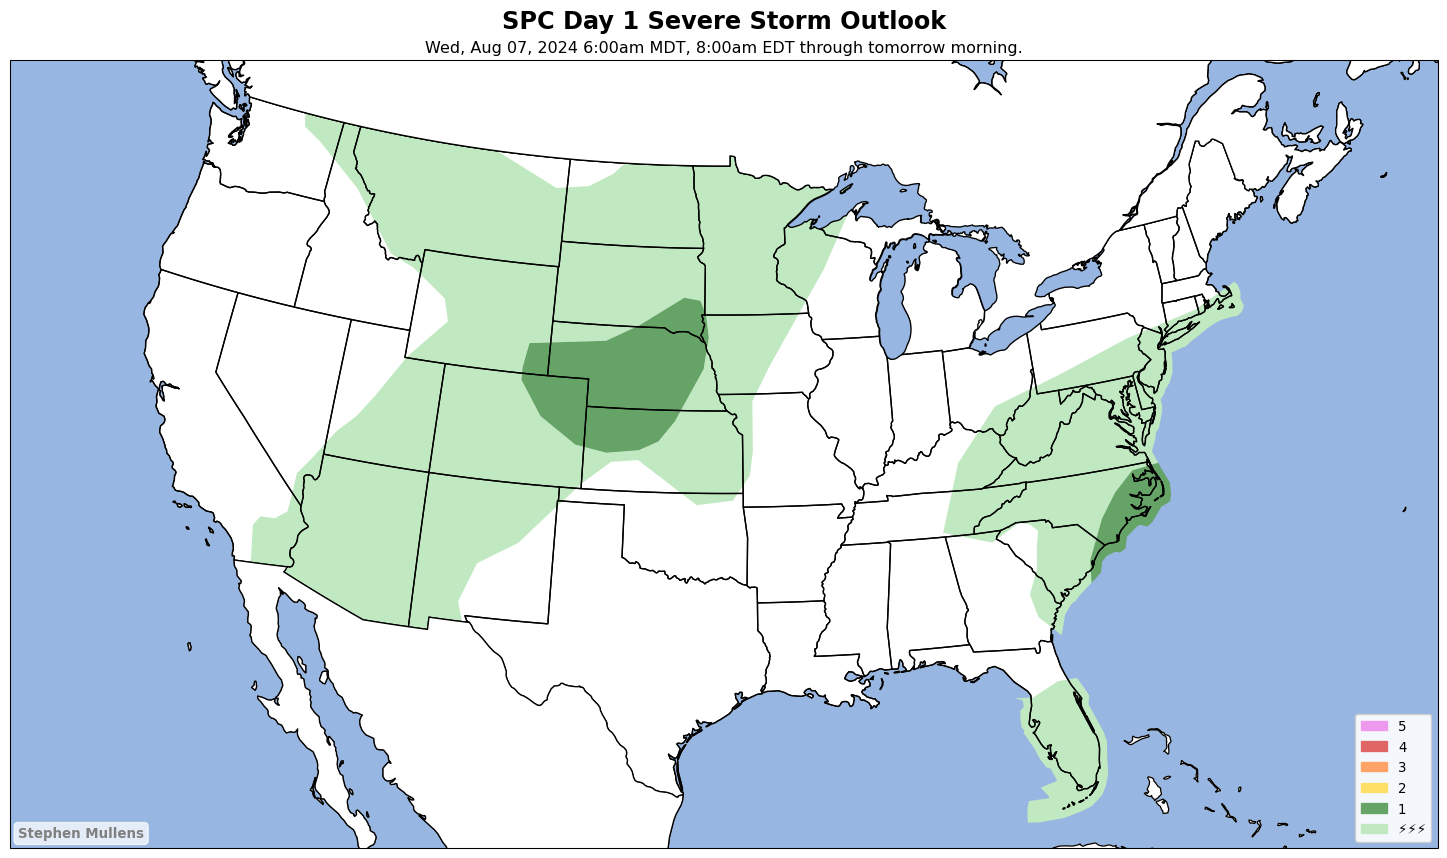 SPC Day 1 Severe Storm Outlook
Wed, Aug 07, 2024 6:00am MDT, 8:00am EDT through tomorrow morning.
5
4
3
2
1
⚡⚡⚡
Stephen Mullens